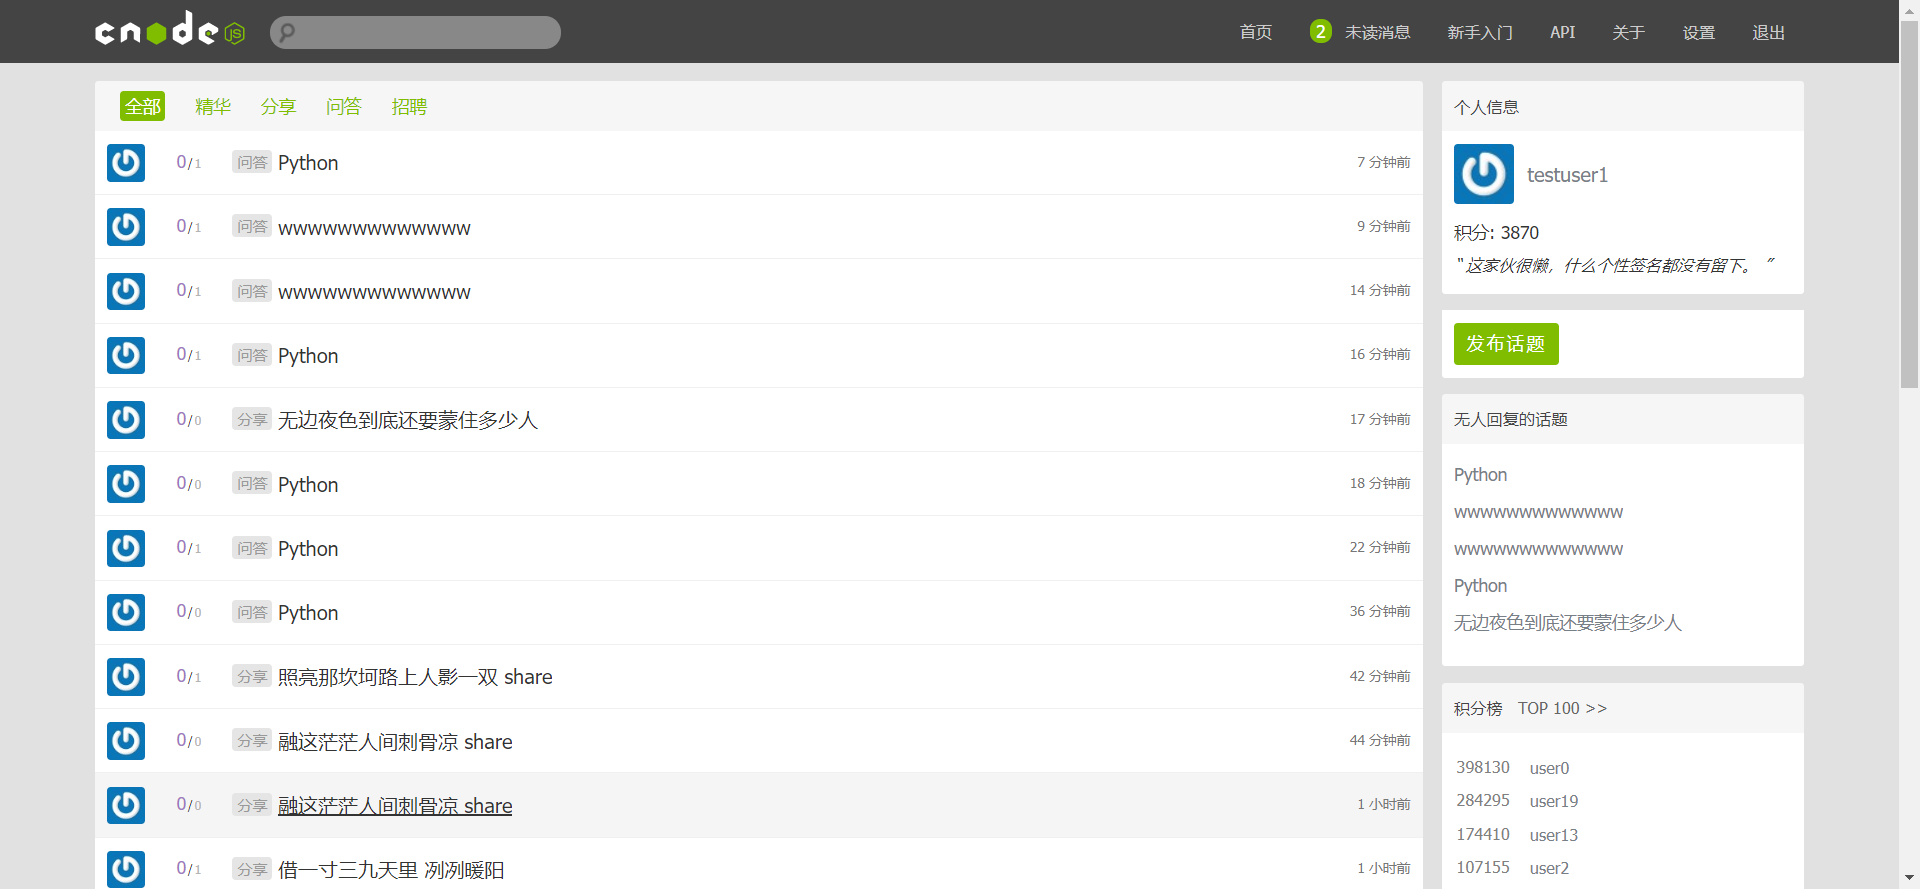 cnode JS
首页 2 未读消息 新手入门 API 关于 设置 退出
全部 精华 分享 问答 招聘
0/1 问答 Python 7 分钟前
0/1 问答 wwwwwwwwwwwww 9 分钟前
0/1 问答 wwwwwwwwwwwww 14 分钟前
0/1 问答 Python 16 分钟前
0/0 分享 无边夜色到底还要蒙住多少人 17 分钟前
0/0 问答 Python 18 分钟前
0/1 问答 Python 22 分钟前
0/0 问答 Python 36 分钟前
0/1 分享 照亮那坎坷路上人影一双 share 42 分钟前
0/0 分享 融这茫茫人间刺骨凉 share 44 分钟前
0/0 分享 融这茫茫人间刺骨凉 share 1 小时前
0/1 分享 借一寸三九天里 冽冽暖阳 1 小时前
个人信息
testuser1
积分: 3870
“ 这家伙很懒，什么个性签名都没有留下。 ”
发布话题
无人回复的话题
Python
wwwwwwwwwwwww
wwwwwwwwwwwww
Python
无边夜色到底还要蒙住多少人
积分榜 TOP 100 >>
398130 user0
284295 user19
174410 user13
107155 user2